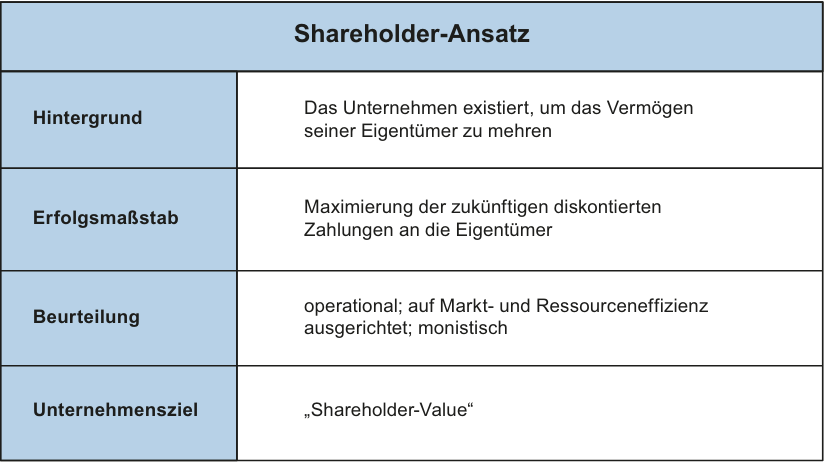 Shareholder-Ansatz
Hintergrund
Das Unternehmen existiert, um das Vermögen
seiner Eigentümer zu mehren
Erfolgsmaßstab
Maximierung der zukünftigen diskontierten
Zahlungen an die Eigentümer
Beurteilung
operational; auf Markt- und Ressourceneffizienz
ausgerichtet; monistisch
Unternehmensziel
„Shareholder-Value“